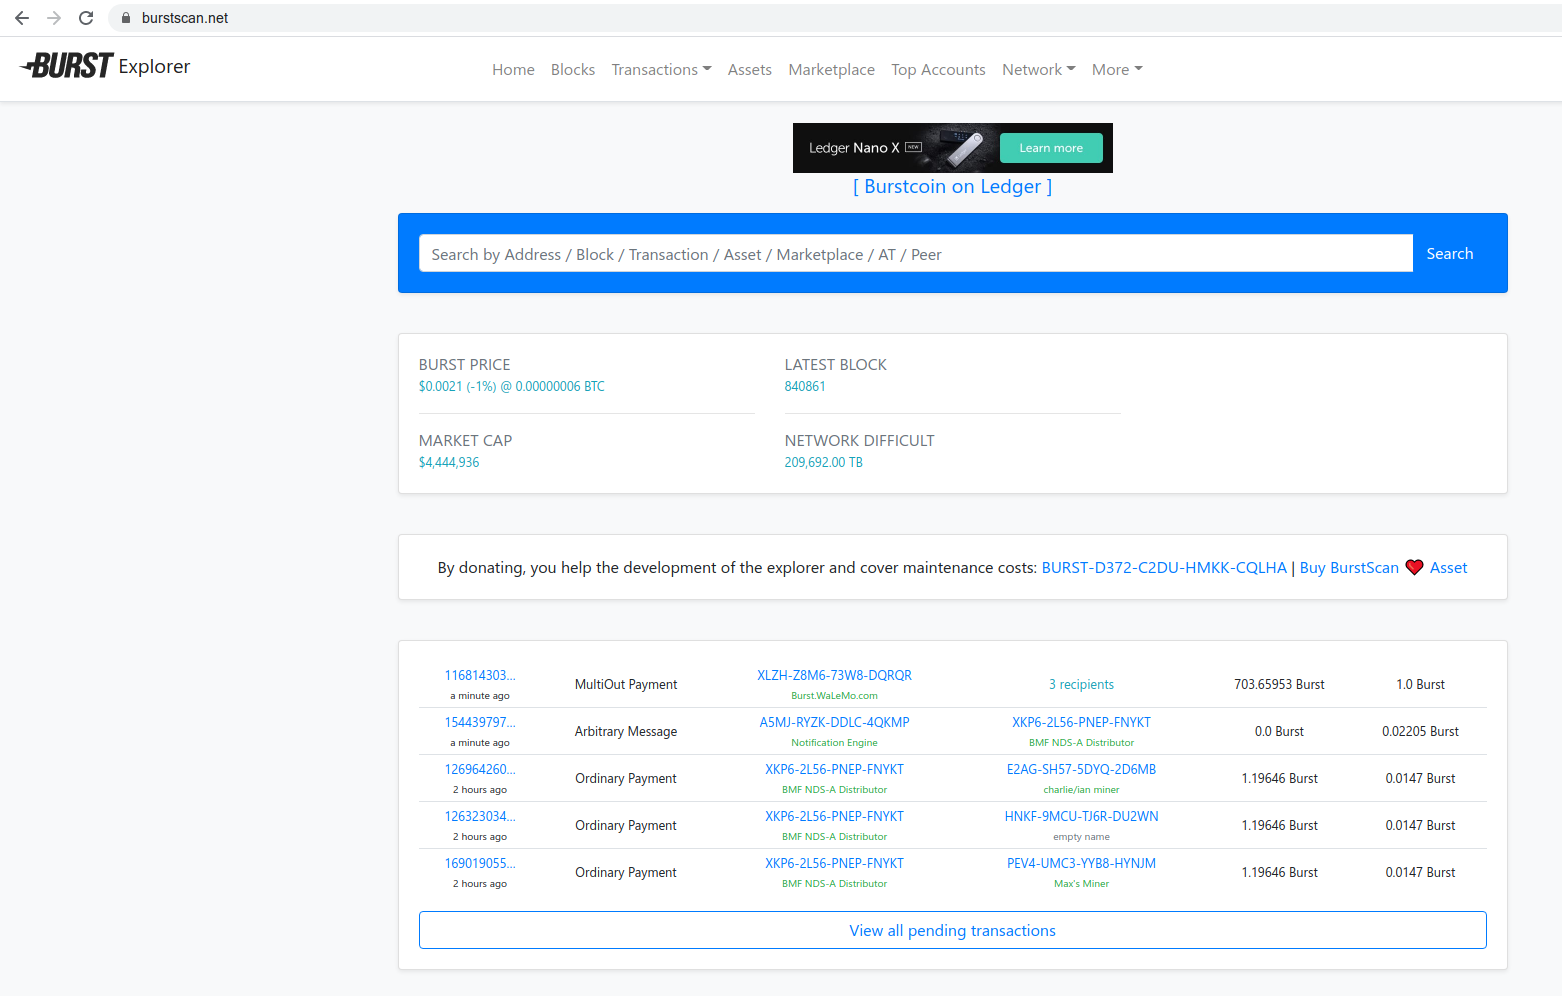 burstscan.net
BURST Explorer
Home Blocks Transactions Assets Marketplace Top Accounts Network More
Ledger Nano X NEW Learn more
[ Burstcoin on Ledger ]
Search by Address / Block / Transaction / Asset / Marketplace / AT / Peer Search
BURST PRICE LATEST BLOCK
$0.0021 (-1%) @ 0.00000006 BTC 840861
MARKET CAP NETWORK DIFFICULT
$4,444,936 209,692.00 TB
By donating, you help the development of the explorer and cover maintenance costs: BURST-D372-C2DU-HMKK-CQLHA | Buy BurstScan ❤ Asset
116814303... MultiOut Payment XLZH-Z8M6-73W8-DQRQR 3 recipients 703.65953 Burst 1.0 Burst
a minute ago Burst.WaLeMo.com
154439797... Arbitrary Message A5MJ-RYZK-DDLC-4QKMP XKP6-2L56-PNEP-FNYKT 0.0 Burst 0.02205 Burst
a minute ago Notification Engine BMF NDS-A Distributor
126964260... Ordinary Payment XKP6-2L56-PNEP-FNYKT E2AG-SH57-5DYQ-2D6MB 1.19646 Burst 0.0147 Burst
2 hours ago BMF NDS-A Distributor charlie/ian miner
126323034... Ordinary Payment XKP6-2L56-PNEP-FNYKT HNKF-9MCU-TJ6R-DU2WN 1.19646 Burst 0.0147 Burst
2 hours ago BMF NDS-A Distributor empty name
169019055... Ordinary Payment XKP6-2L56-PNEP-FNYKT PEV4-UMC3-YYB8-HYNJM 1.19646 Burst 0.0147 Burst
2 hours ago BMF NDS-A Distributor Max's Miner
View all pending transactions